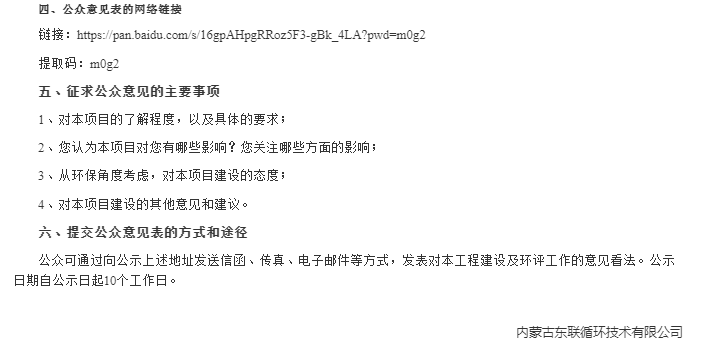 四、公众意见表的网络链接
链接：https://pan.baidu.com/s/16gpAHpgRRoz5F3-gBk_4LA?pwd=m0g2
提取码：m0g2
五、征求公众意见的主要事项
1、对本项目的了解程度，以及具体的要求；
2、您认为本项目对您有哪些影响？您关注哪些方面的影响；
3、从环保角度考虑，对本项目建设的态度；
4、对本项目建设的其他意见和建议。
六、提交公众意见表的方式和途径
公众可通过向公示上述地址发送信函、传真、电子邮件等方式，发表对本工程建设及环评工作的意见看法。公示
日期自公示日起10个工作日。
内蒙古东联循环技术有限公司